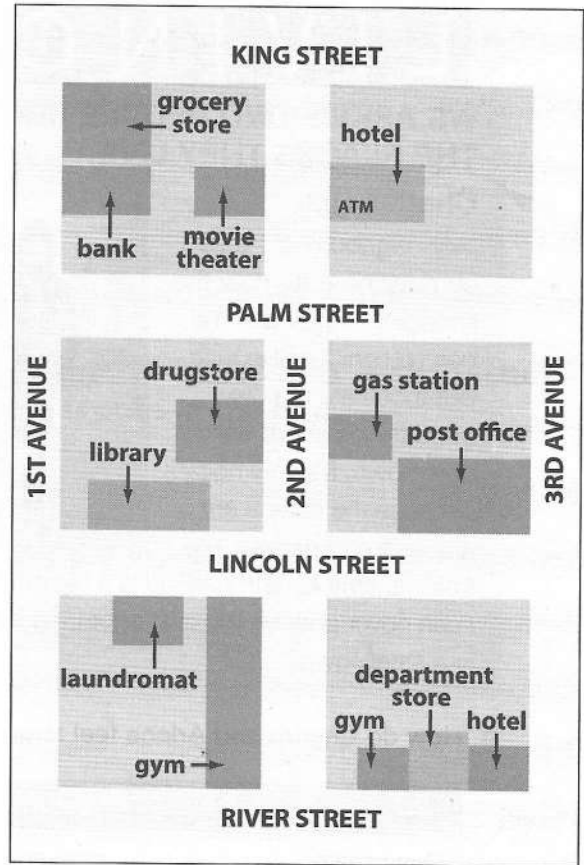 KING STREET
grocery
store
hotel
ATM
bank
movie
theater
PALM STREET
1ST AVENUE
drugstore
library
2ND AVENUE
gas station
post office
3RD AVENUE
LINCOLN STREET
laundromat
gym
department
store
gym
hotel
RIVER STREET